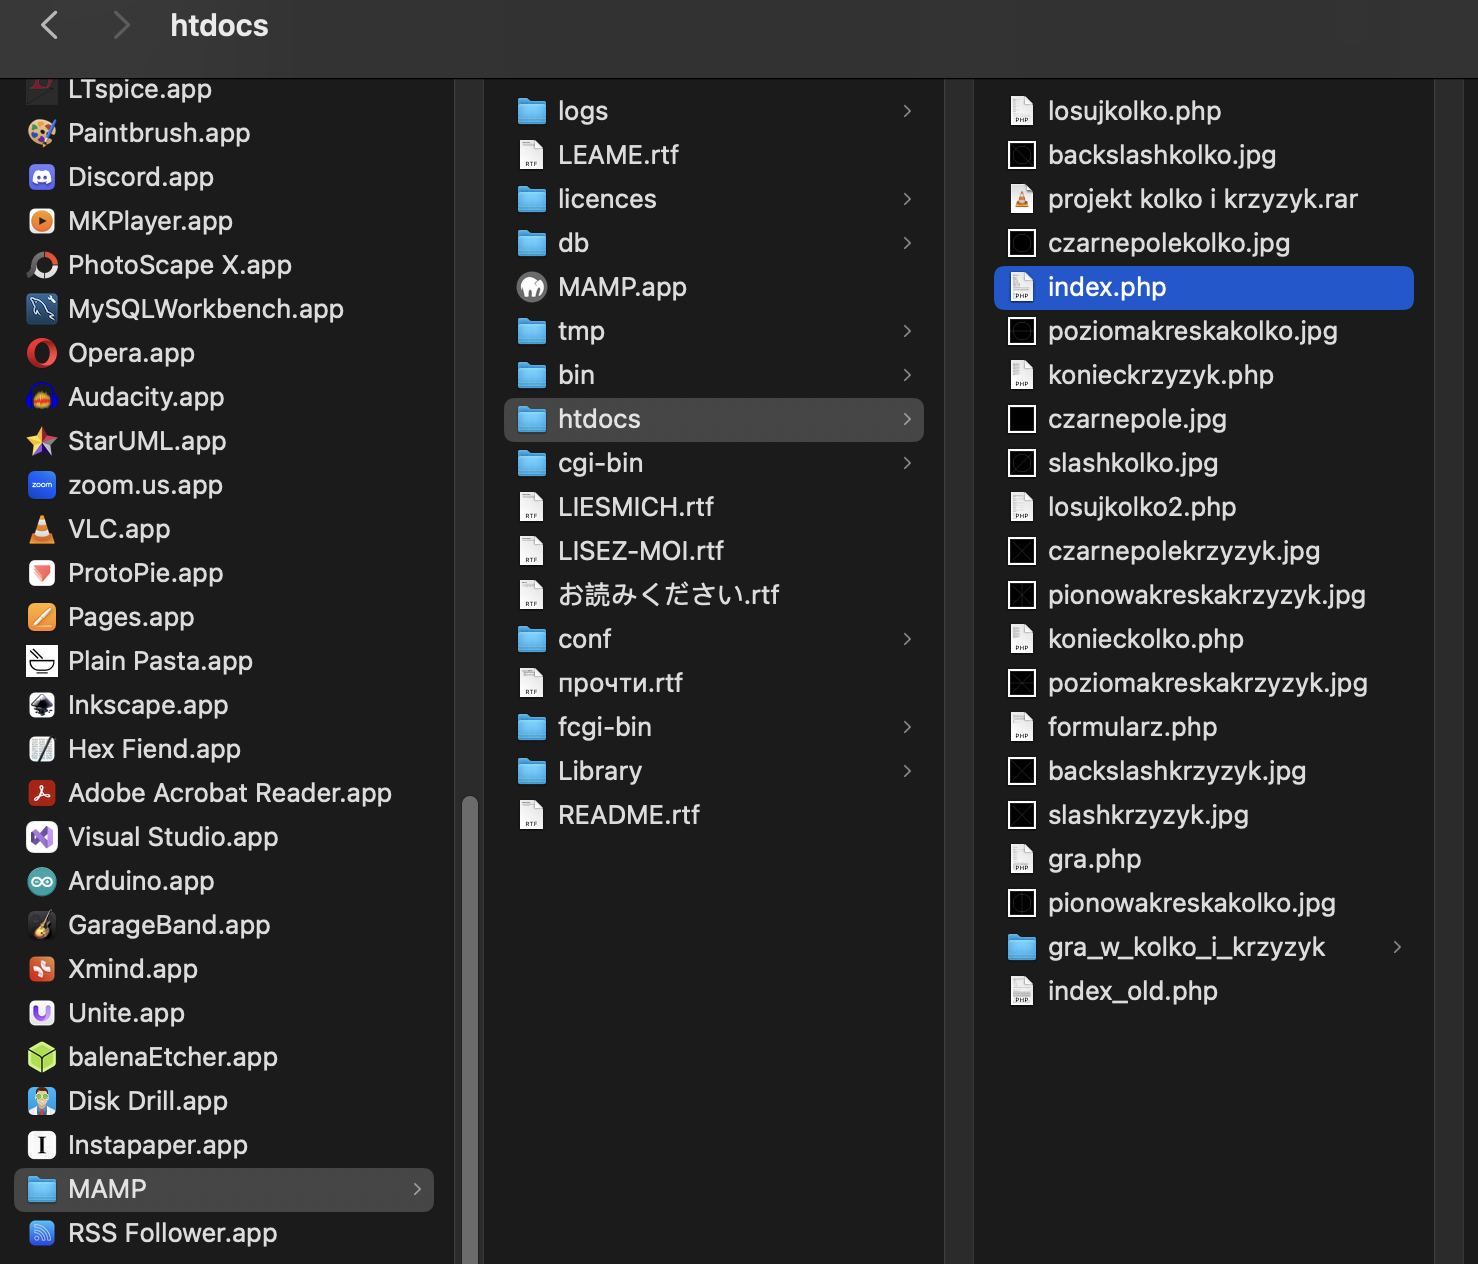 htdocs
LTspice.app
Paintbrush.app
Discord.app
MKPlayer.app
PhotoScape X.app
MySQLWorkbench.app
Opera.app
Audacity.app
StarUML.app
zoom.us.app
VLC.app
ProtoPie.app
Pages.app
Plain Pasta.app
Inkscape.app
Hex Fiend.app
Adobe Acrobat Reader.app
Visual Studio.app
Arduino.app
GarageBand.app
Xmind.app
Unite.app
balenaEtcher.app
Disk Drill.app
Instapaper.app
MAMP
RSS Follower.app
logs
LEAME.rtf
licences
db
MAMP.app
tmp
bin
htdocs
cgi-bin
LIESMICH.rtf
LISEZ-MOI.rtf
お読みください.rtf
conf
прочти.rtf
fcgi-bin
Library
README.rtf
losujkolko.php
backslashkolko.jpg
projekt kolko i krzyzyk.rar
czarnepolekolko.jpg
index.php
poziomakreskakolko.jpg
konieckrzyzyk.php
czarnepole.jpg
slashkolko.jpg
losujkolko2.php
czarnepolekrzyzyk.jpg
pionowakreskakrzyzyk.jpg
konieckolko.php
poziomakreskakrzyzyk.jpg
formularz.php
backslashkrzyzyk.jpg
slashkrzyzyk.jpg
gra.php
pionowakreskakolko.jpg
gra_w_kolko_i_krzyzyk
index_old.php